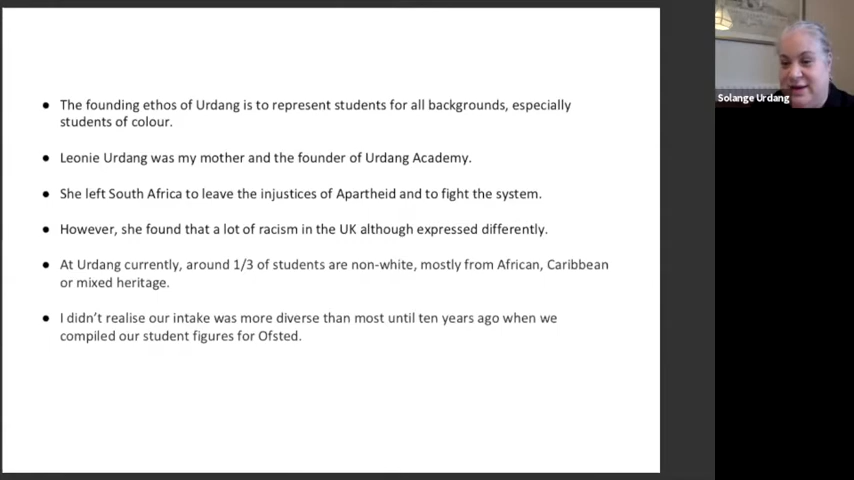 ● The founding ethos of Urdang is to represent students for all backgrounds, especially
students of colour.
● Leonie Urdang was my mother and the founder of Urdang Academy.
● She left South Africa to leave the injustices of Apartheid and to fight the system.
● However, she found that a lot of racism in the UK although expressed differently.
● At Urdang currently, around 1/3 of students are non-white, mostly from African, Caribbean
or mixed heritage.
● I didn’t realise our intake was more diverse than most until ten years ago when we
compiled our student figures for Ofsted.
Solange Urdang